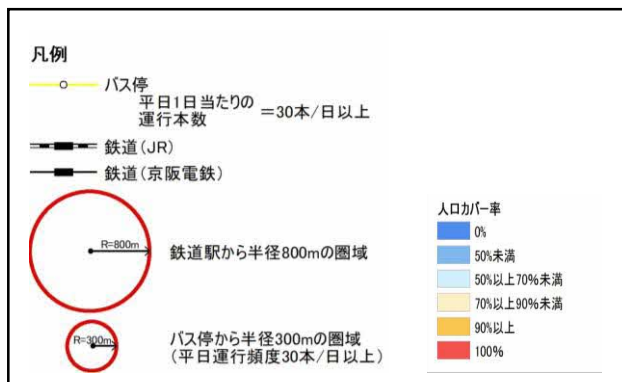 凡例
バス停
平日1日当たりの
運行本数
=30本/日以上
鉄道(JR)
鉄道(京阪電鉄)
R=800m
鉄道駅から半径800mの圏域
R=300m
バス停から半径300mの圏域
(平日運行頻度30本/日以上)
人口カバー率
0%
50%未満
50%以上70%未満
70%以上90%未満
90%以上
100%